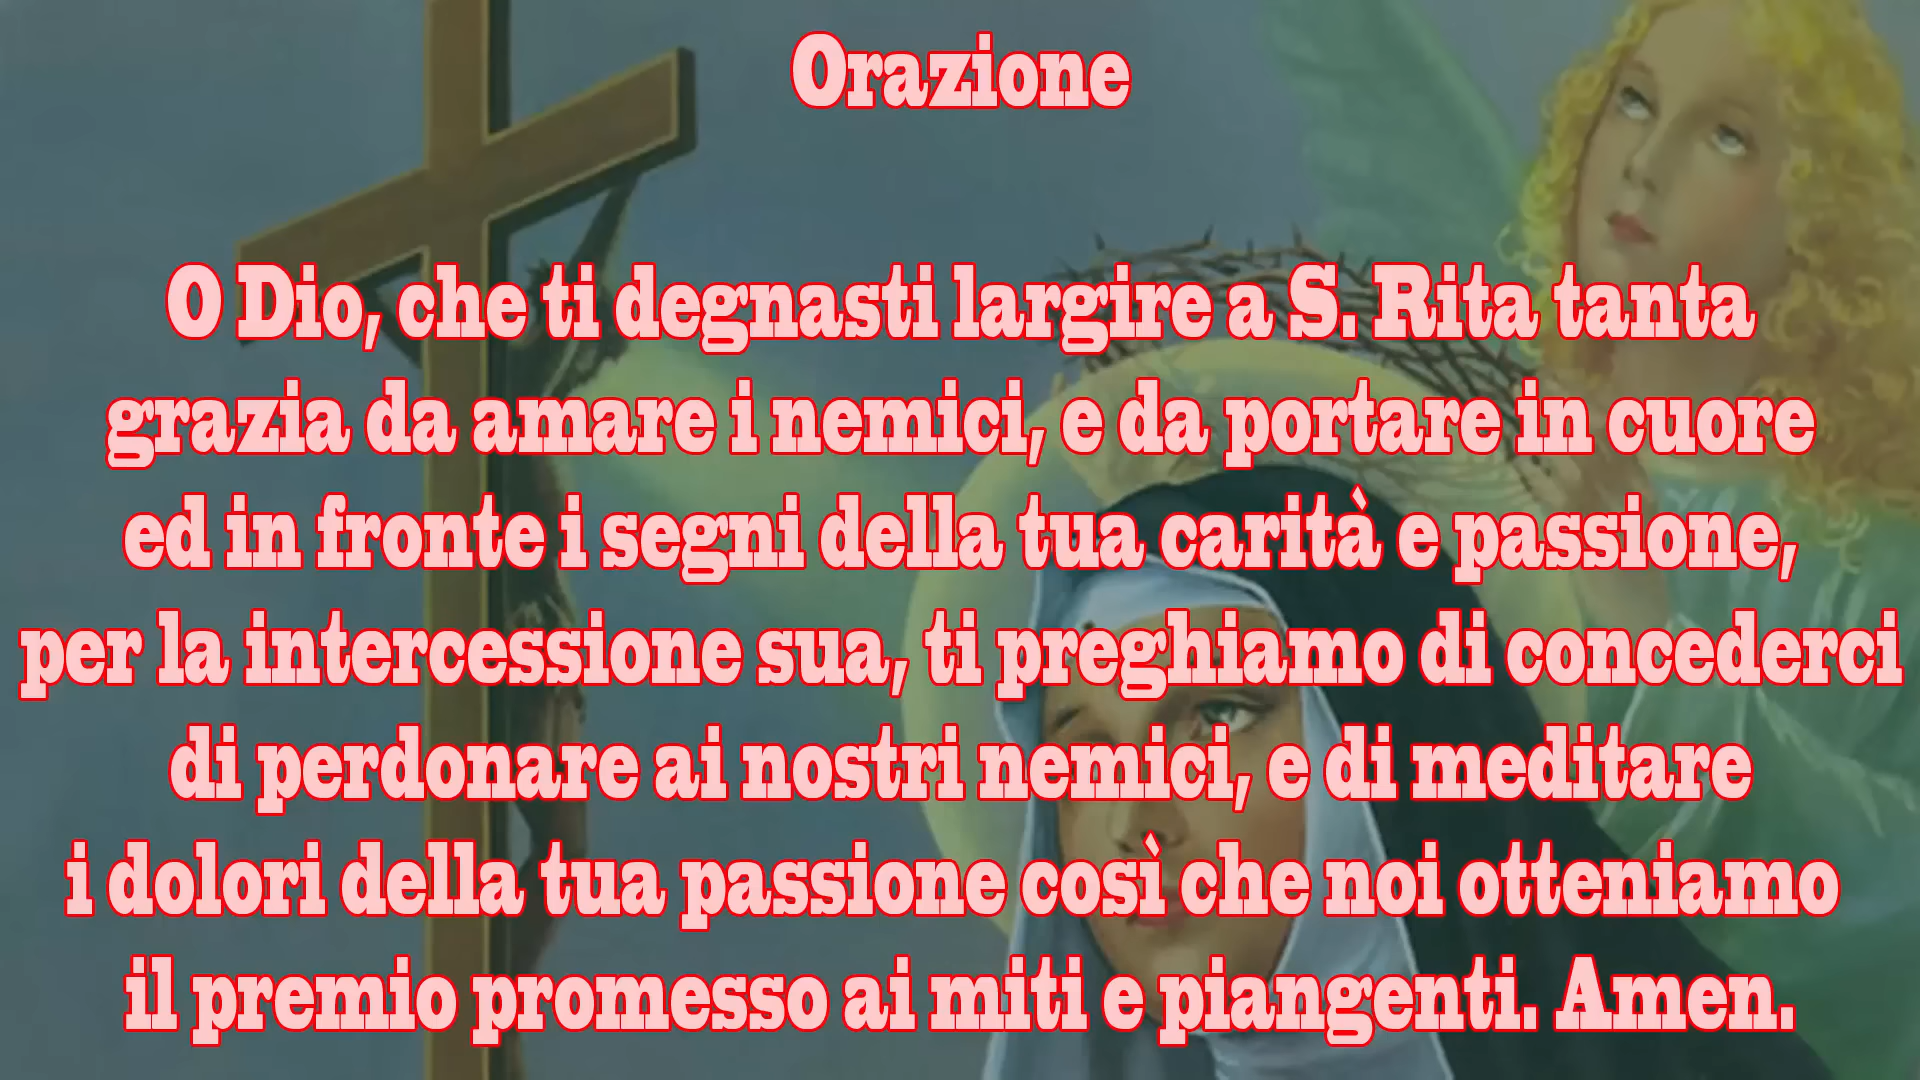 Orazione
O Dio, che ti degnasti largire a S. Rita tanta
grazia da amare i nemici, e da portare in cuore
ed in fronte i segni della tua carità e passione,
per la intercessione sua, ti preghiamo di concederci
di perdonare ai nostri nemici, e di meditare
i dolori della tua passione così che noi otteniamo
il premio promesso ai miti e piangenti. Amen.